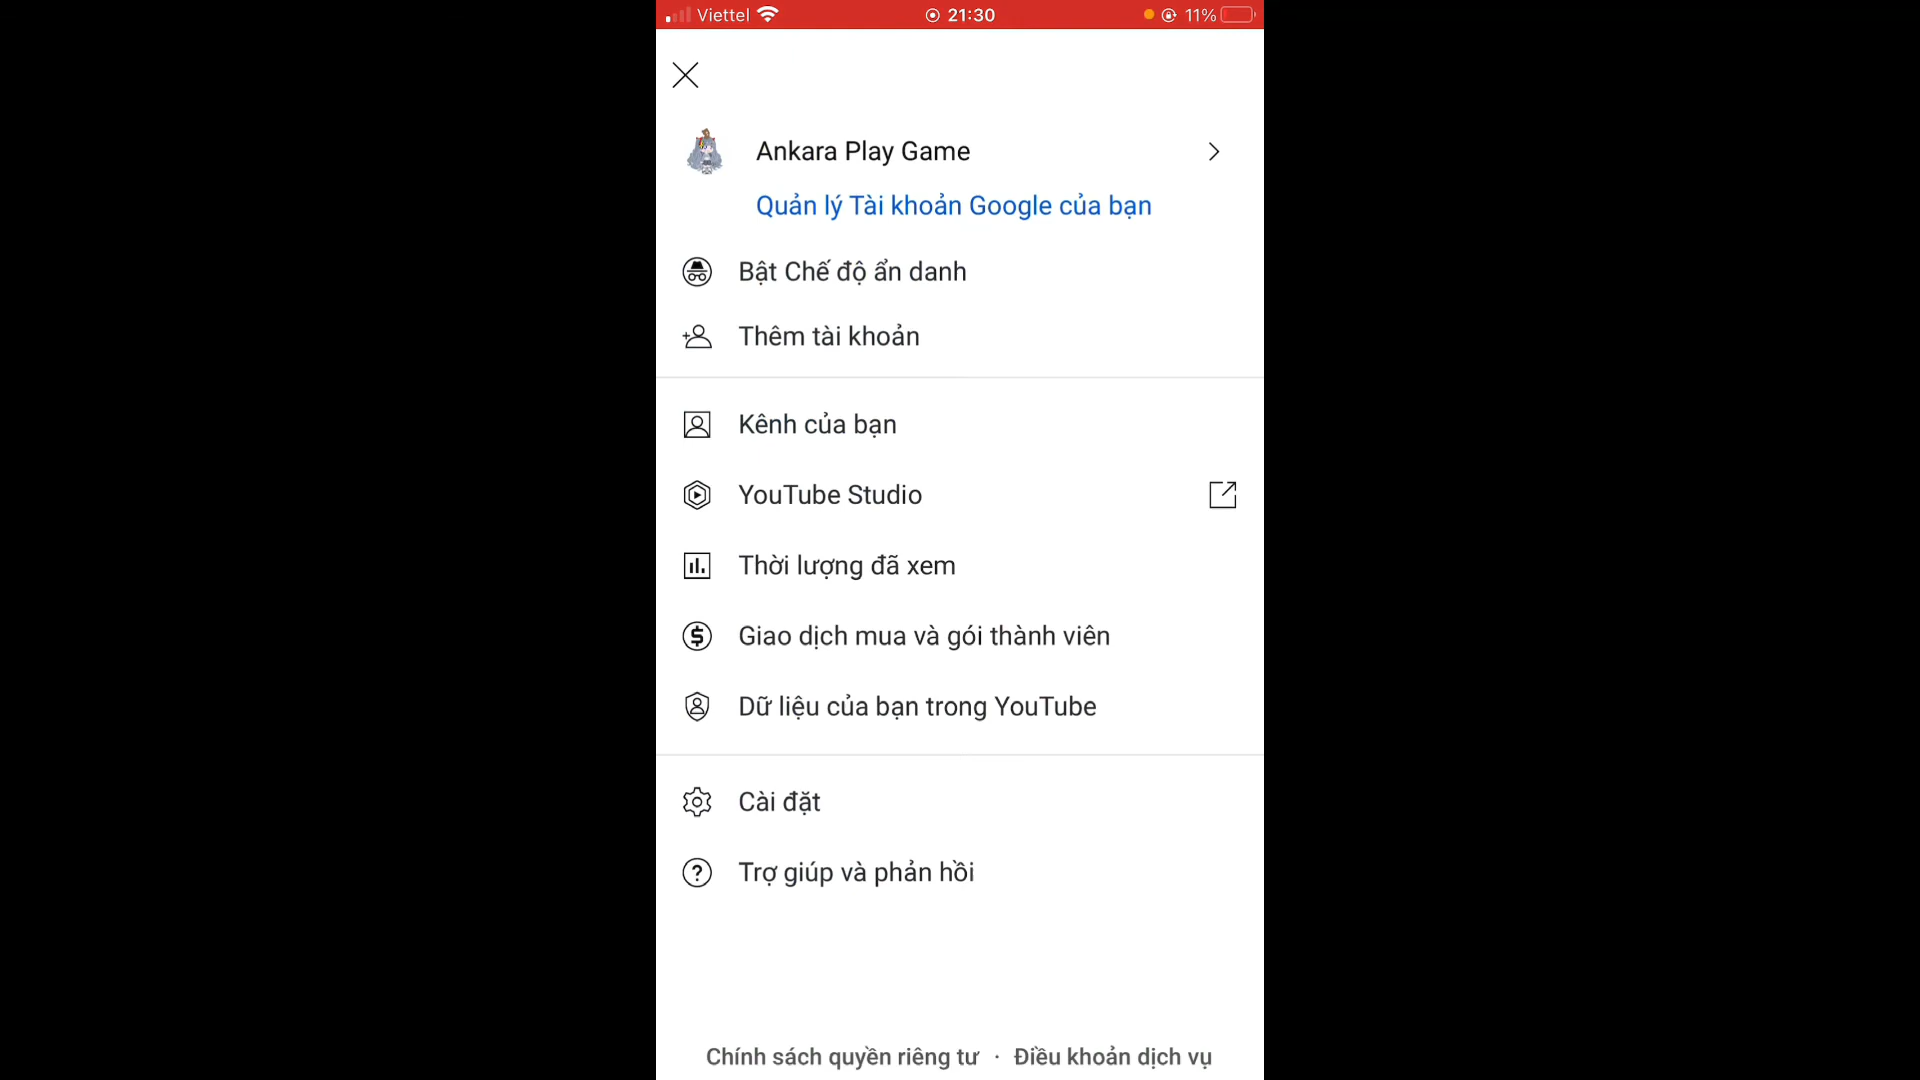 Viettel 21:30 11%
Ankara Play Game
Quản lý Tài khoản Google của bạn
Bật Chế độ ẩn danh
Thêm tài khoản
Kênh của bạn
YouTube Studio
Thời lượng đã xem
Giao dịch mua và gói thành viên
Dữ liệu của bạn trong YouTube
Cài đặt
Trợ giúp và phản hồi
Chính sách quyền riêng tư · Điều khoản dịch vụ